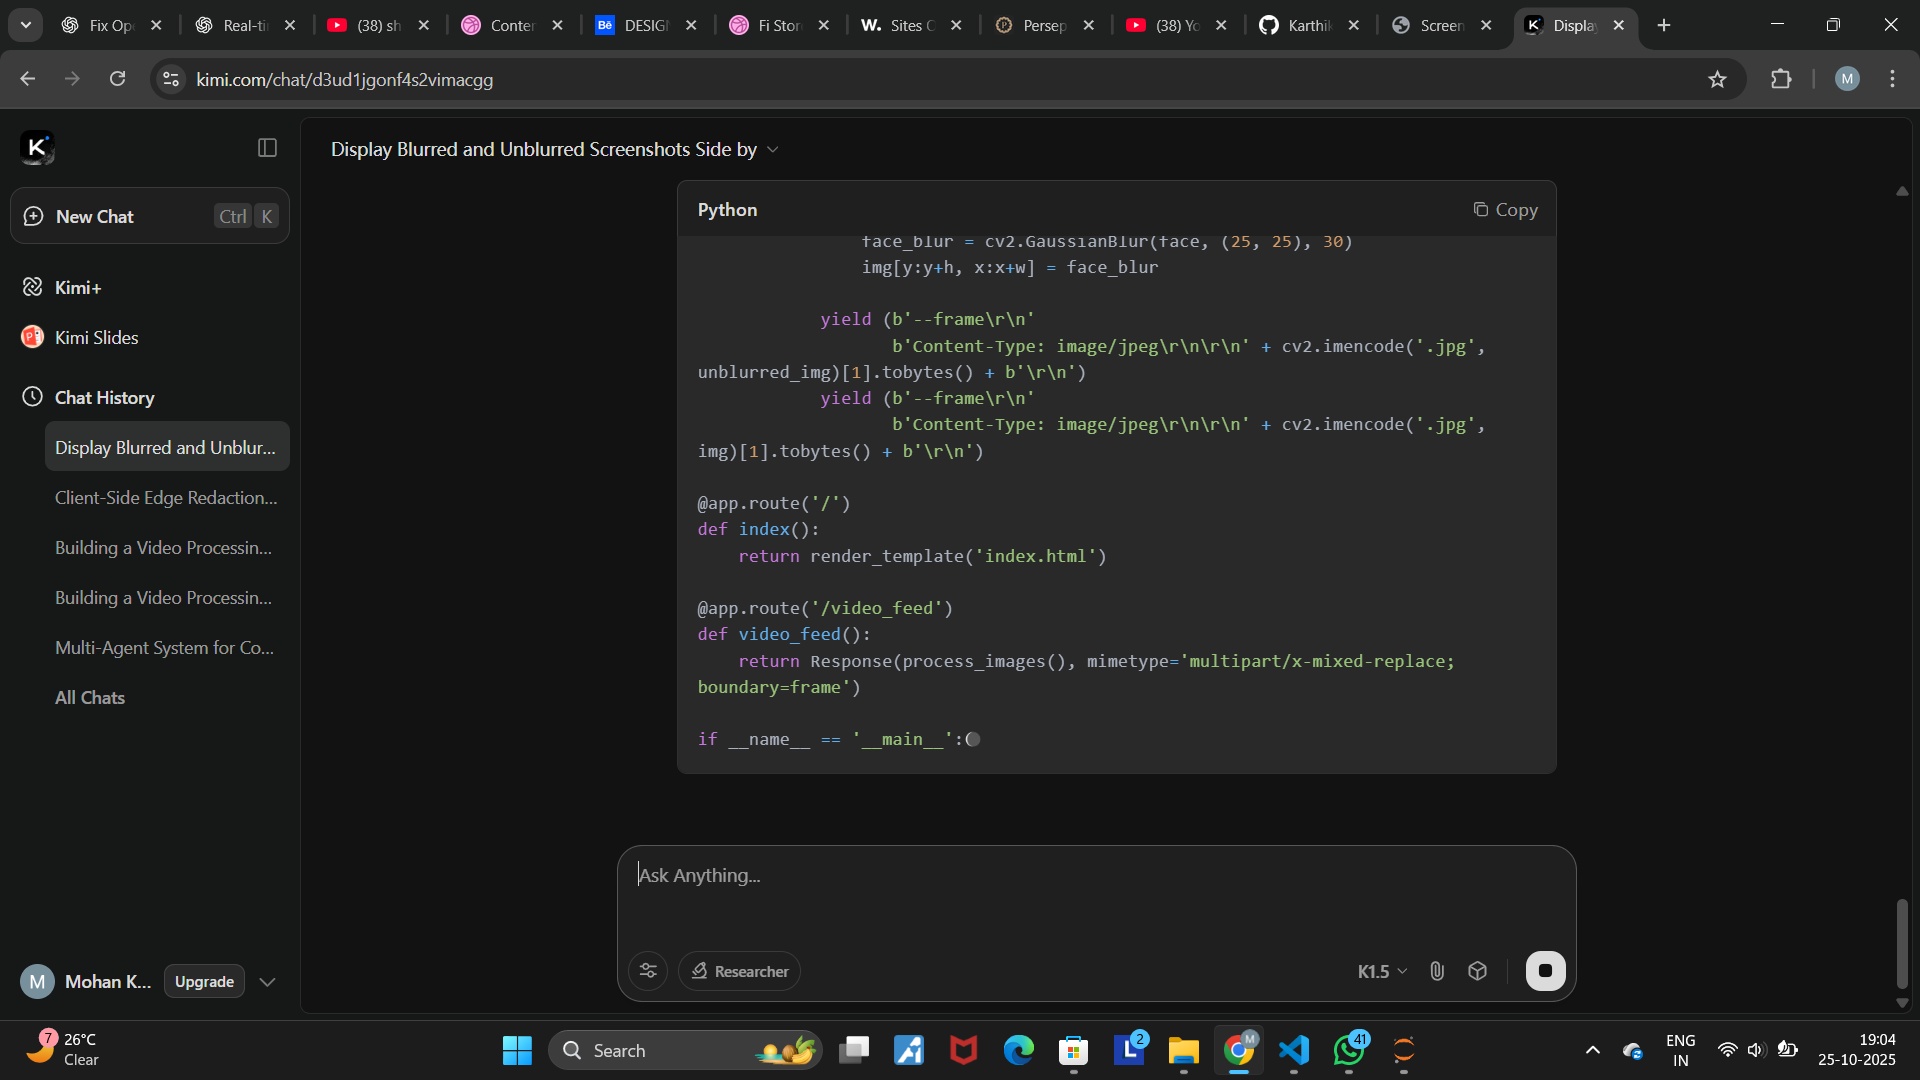 Fix Op
Real-ti
(38) sh
Conte
Bē
DESIG
Fi Stor
W.
Sites
Persep
(38) Yo
Karthik
Screen
Displa
kimi.com/chat/d3ud1jgonf4s2vimacgg
M
K
Display Blurred and Unblurred Screenshots Side by
New Chat
Ctrl K
Kimi+
Kimi Slides
Chat History
Display Blurred and Unblur...
Client-Side Edge Redaction...
Building a Video Processin...
Building a Video Processin...
Multi-Agent System for Co...
All Chats
Python
Copy
face_blur = cv2.GaussianBlur(face, (25, 25), 30)
img[y:y+h, x:x+w] = face_blur
yield (b'--frame\r\n'
b'Content-Type: image/jpeg\r\n\r\n' + cv2.imencode('.jpg',
unblurred_img)[1].tobytes() + b'\r\n')
yield (b'--frame\r\n'
b'Content-Type: image/jpeg\r\n\r\n' + cv2.imencode('.jpg',
img)[1].tobytes() + b'\r\n')
@app.route('/')
def index():
return render_template('index.html')
@app.route('/video_feed')
def video_feed():
return Response(process_images(), mimetype='multipart/x-mixed-replace;
boundary=frame')
if __name__ == '__main__':
Ask Anything...
Researcher
K1.5
M
Mohan K...
Upgrade
7
26°C
Clear
Search
2
41
ENG
IN
19:04
25-10-2025